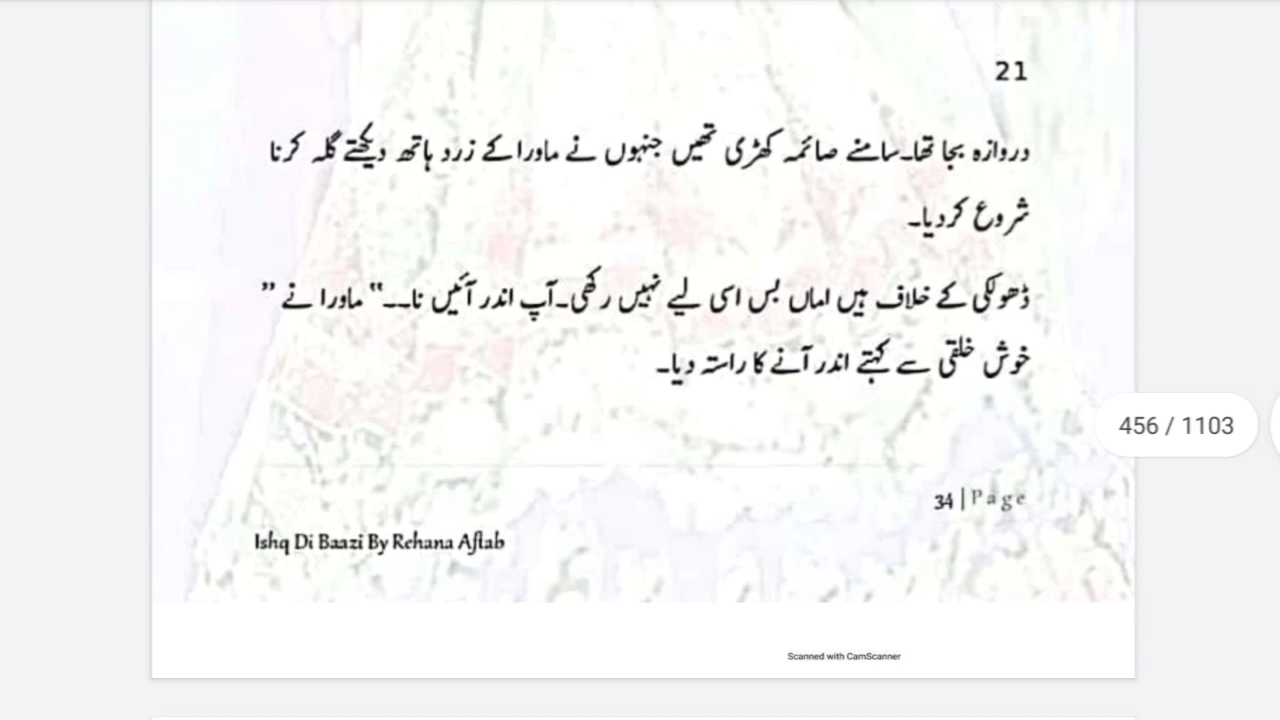 21
دروازہ بجا تھا۔سامنے صائمہ کھڑی تھیں جنہوں نے ماورا کے زرد ہاتھ دیکھتے گلہ کرنا
شروع کردیا۔
ڈھولکی کے خلاف ہیں اماں بس اسی لیے نہیں رکھی۔آپ اندر آئیں نا۔۔“ ماورا نے ”
خوش خلقی سے کہتے اندر آنے کا راستہ دیا۔
456 / 1103
34 | Page
Ishq Di Baazi By Rehana Aftab
Scanned with CamScanner